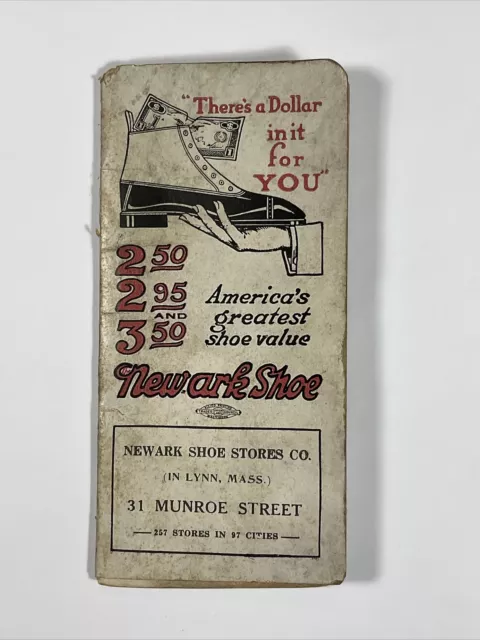 "There's a Dollar
in it
for
YOU"
2 50
2 95
AND
3 50
America's
greatest
shoe value
Newark Shoe
NEWARK SHOE STORES CO.
(IN LYNN, MASS.)
31 MUNROE STREET
— 257 STORES IN 97 CITIES —